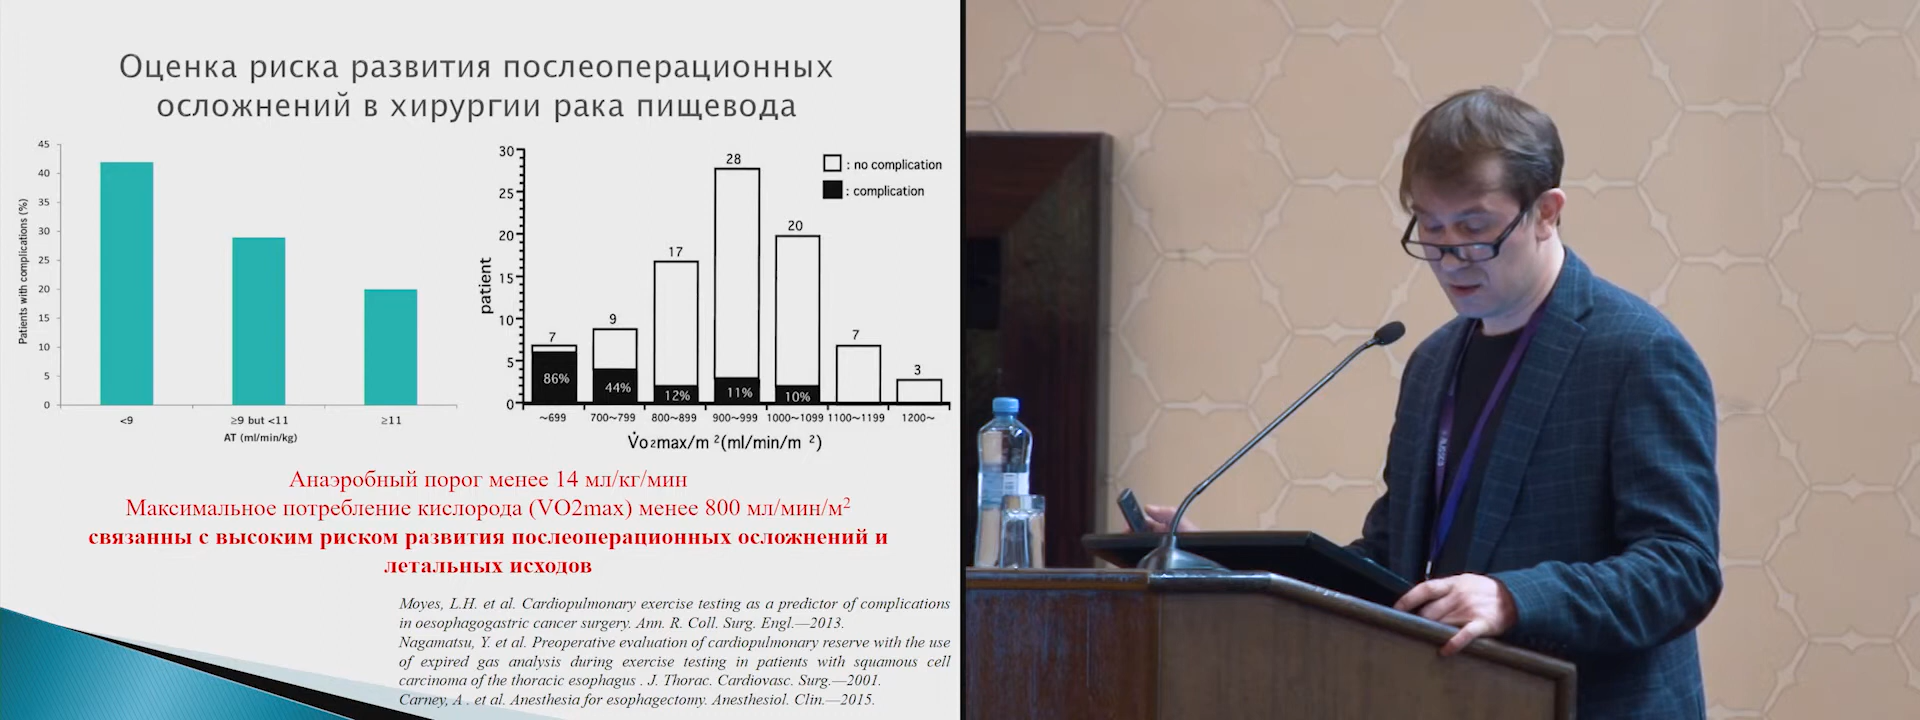 Оценка риска развития послеоперационных
осложнений в хирургии рака пищевода
45
40
35
30
25
20
15
10
5
0
Patients with complications (%)
<9
≥9 but <11
≥11
AT (ml/min/kg)
30
25
20
15
10
5
0
patient
: no complication
: complication
7
9
17
28
20
7
3
86%
44%
12%
11%
10%
~699
700~799
800~899
900~999
1000~1099
1100~1199
1200~
V̇o₂max/m ²(ml/min/m ²)
Анаэробный порог менее 14 мл/кг/мин
Максимальное потребление кислорода (VO2max) менее 800 мл/мин/м²
связанны с высоким риском развития послеоперационных осложнений и
летальных исходов
Moyes, L.H. et al. Cardiopulmonary exercise testing as a predictor of complications
in oesophagogastric cancer surgery. Ann. R. Coll. Surg. Engl.—2013.
Nagamatsu, Y. et al. Preoperative evaluation of cardiopulmonary reserve with the use
of expired gas analysis during exercise testing in patients with squamous cell
carcinoma of the thoracic esophagus . J. Thorac. Cardiovasc. Surg.—2001.
Carney, A . et al. Anesthesia for esophagectomy. Anesthesiol. Clin.—2015.